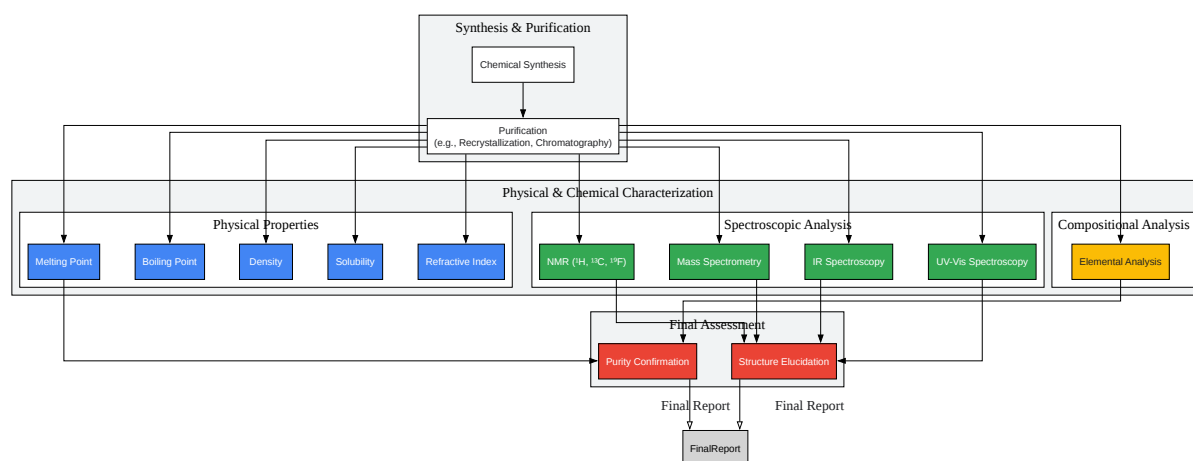 Synthesis & Purification
Chemical Synthesis
Purification
(e.g., Recrystallization, Chromatography)
Physical & Chemical Characterization
Physical Properties
Spectroscopic Analysis
Compositional Analysis
Melting Point
Boiling Point
Density
Solubility
Refractive Index
NMR (¹H, ¹³C, ¹⁹F)
Mass Spectrometry
IR Spectroscopy
UV-Vis Spectroscopy
Elemental Analysis
Final Assessment
Purity Confirmation
Structure Elucidation
Final Report
Final Report
FinalReport